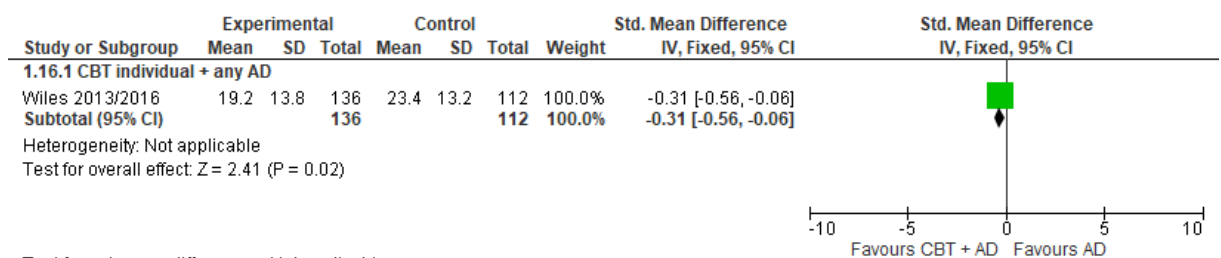 Experimental Control Std. Mean Difference Std. Mean Difference
Study or Subgroup Mean SD Total Mean SD Total Weight IV, Fixed, 95% CI IV, Fixed, 95% CI
1.16.1 CBT individual + any AD
Wiles 2013/2016 19.2 13.8 136 23.4 13.2 112 100.0% -0.31 [-0.56, -0.06]
Subtotal (95% CI) 136 112 100.0% -0.31 [-0.56, -0.06]
Heterogeneity: Not applicable
Test for overall effect: Z = 2.41 (P = 0.02)
-10 -5 0 5 10
Favours CBT + AD Favours AD